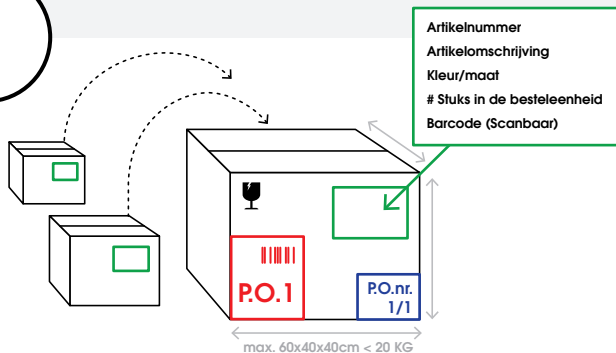 Artikelnummer
Artikelomschrijving
Kleur/maat
# Stuks in de besteleenheid
Barcode (Scanbaar)
P.O.1
P.O.nr.
1/1
max. 60x40x40cm < 20 KG